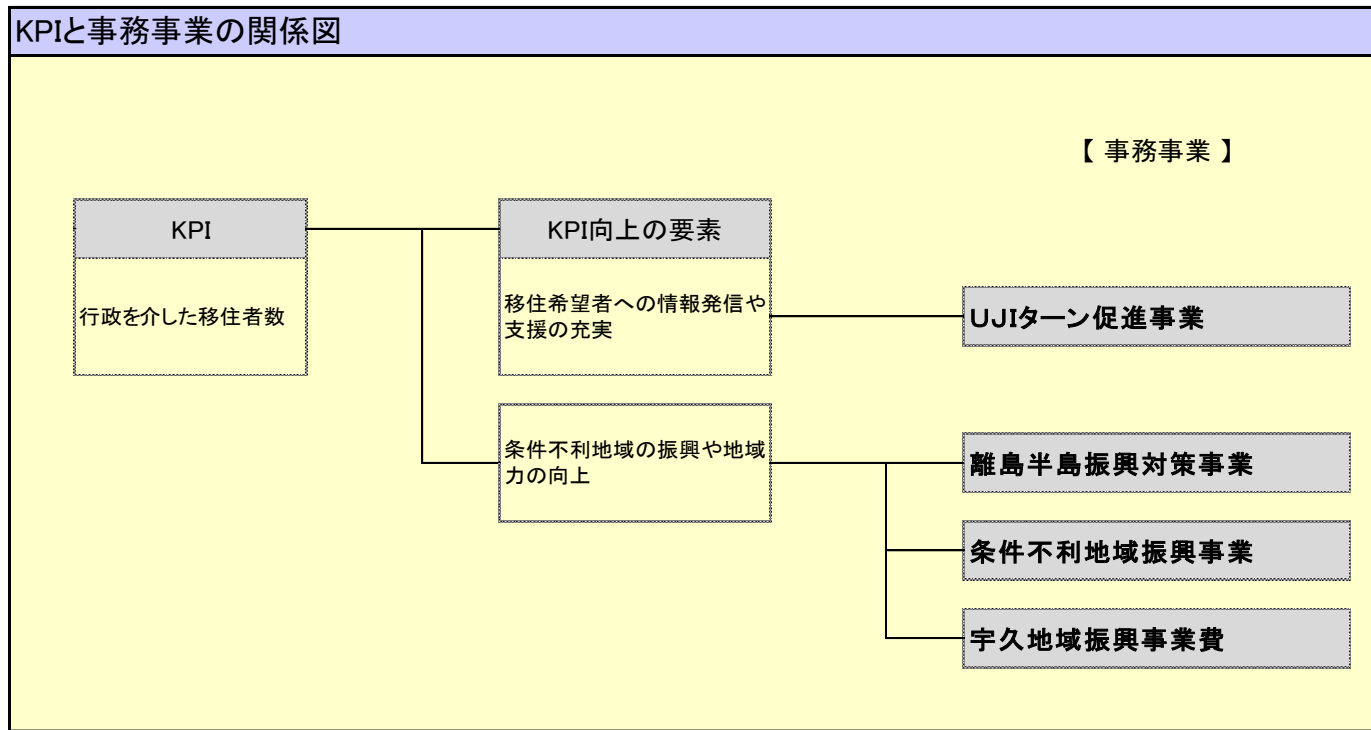 KPIと事務事業の関係図
【 事務事業 】
KPI
KPI向上の要素
行政を介した移住者数
移住希望者への情報発信や
支援の充実
UJIターン促進事業
条件不利地域の振興や地域
力の向上
離島半島振興対策事業
条件不利地域振興事業
宇久地域振興事業費